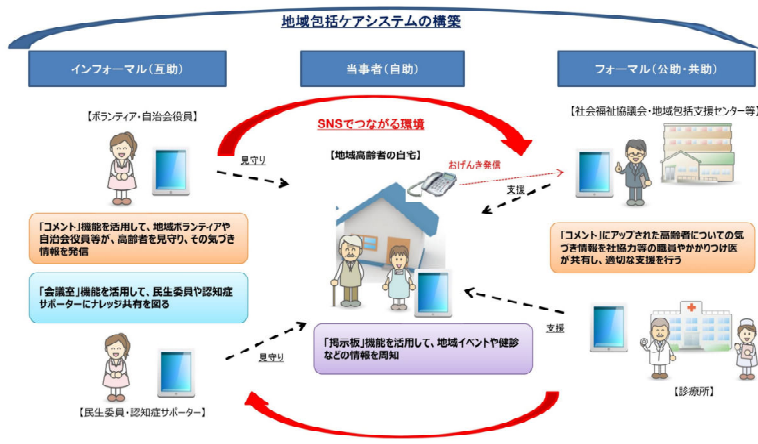 地域包括ケアシステムの構築
インフォーマル（互助）
当事者（自助）
フォーマル（公助・共助）
【ボランティア・自治会役員】
SNSでつながる環境
【社会福祉協議会・地域包括支援センター等】
見守り
【地域高齢者の自宅】
おげんき発信
支援
「コメント」機能を活用して、地域ボランティアや
自治会役員等が、高齢者を見守り、その気づき
情報を発信
「コメント」にアップされた高齢者についての気
づき情報を社協力等の職員やかかりつけ医
が共有し、適切な支援を行う
「会議室」機能を活用して、民生委員や認知症
サポーターにナレッジ共有を図る
支援
見守り
「掲示板」機能を活用して、地域イベントや健診
などの情報を周知
【民生委員・認知症サポーター】
【診療所】